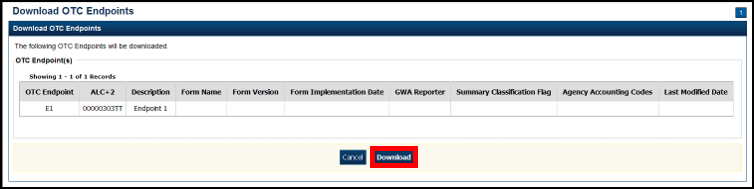 Download OTC Endpoints
1
Download OTC Endpoints
The following OTC Endpoints will be downloaded.
OTC Endpoint(s)
Showing 1 - 1 of 1 Records
OTC Endpoint ALC+2 Description Form Name Form Version Form Implementation Date GWA Reporter Summary Classification Flag Agency Accounting Codes Last Modified Date
E1 00000303TT Endpoint 1
Cancel Download